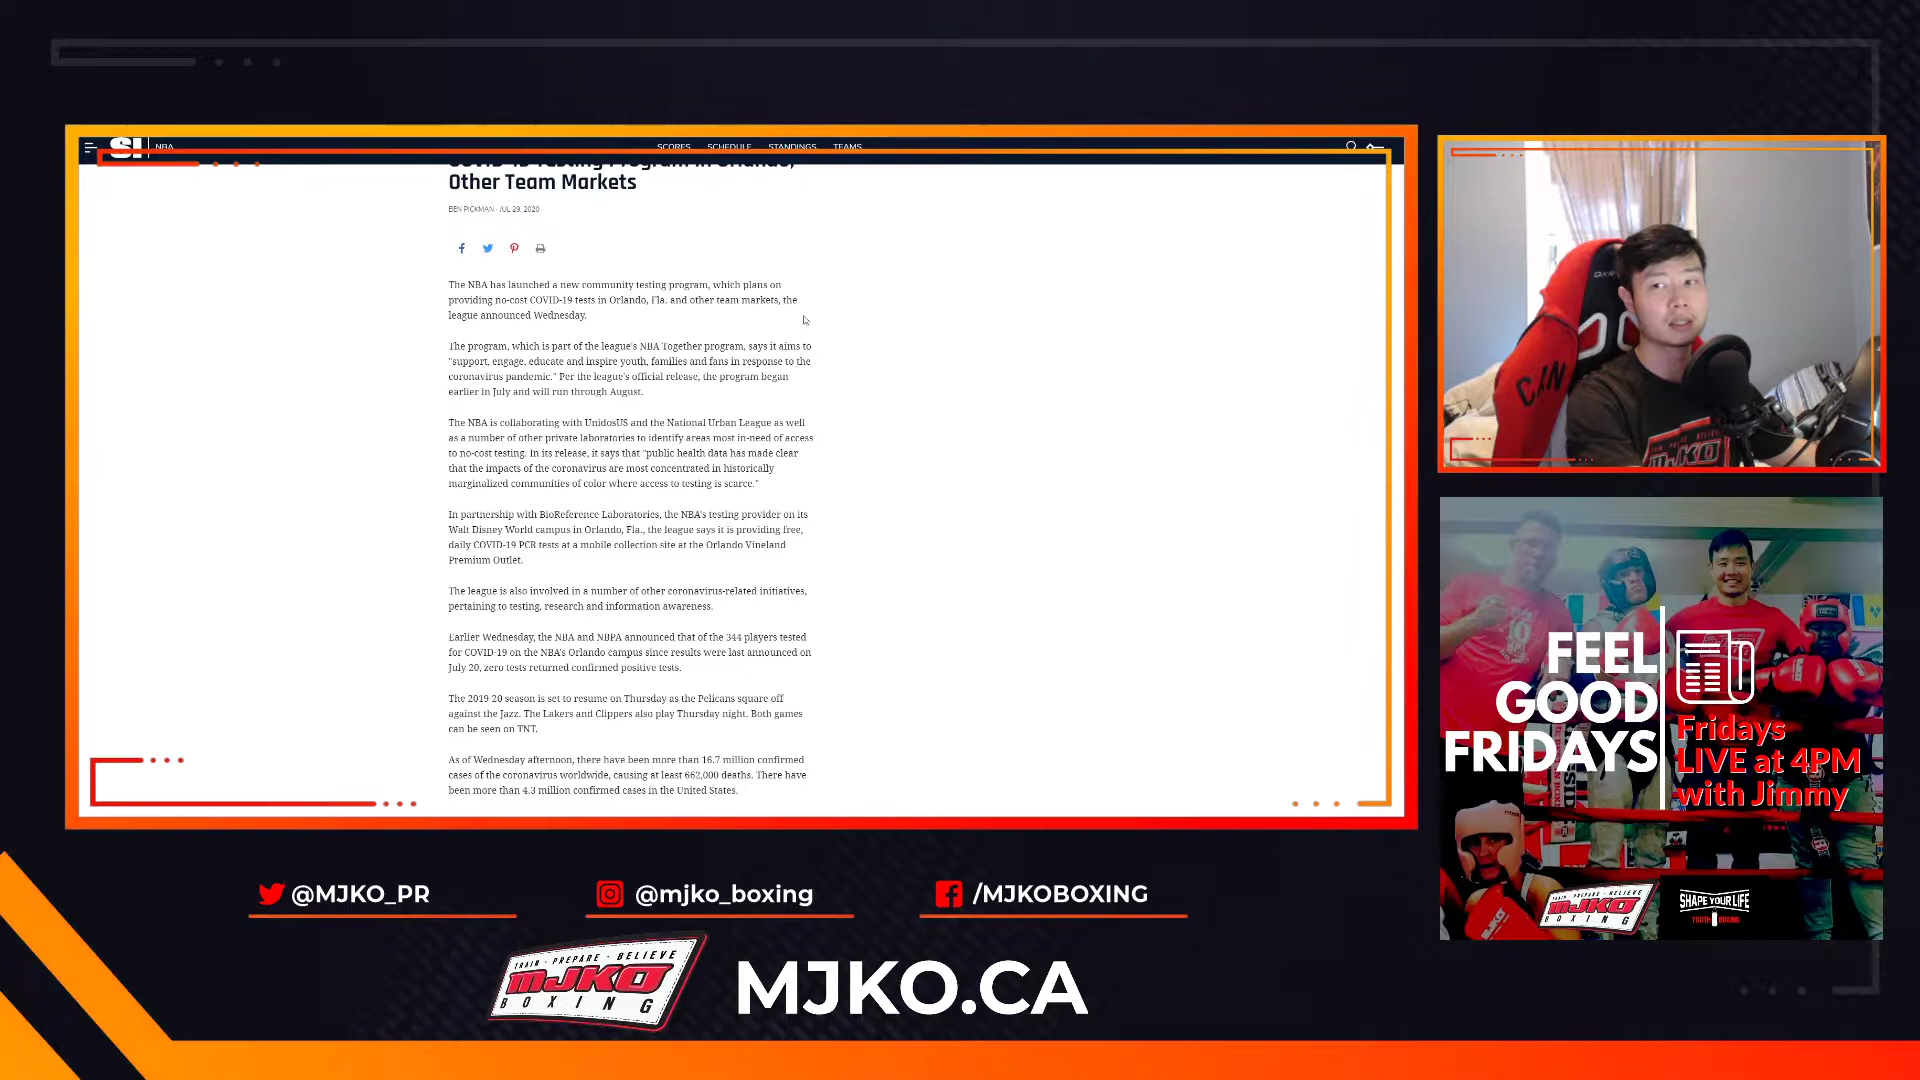 SI NBA
SCORES SCHEDULE STANDINGS TEAMS
COVID-19 Testing Program in Orlando,
Other Team Markets
BEN PICKMAN · JUL 29, 2020
The NBA has launched a new community testing program, which plans on
providing no-cost COVID-19 tests in Orlando, Fla. and other team markets, the
league announced Wednesday.
The program, which is part of the league's NBA Together program, says it aims to
"support, engage, educate and inspire youth, families and fans in response to the
coronavirus pandemic." Per the league's official release, the program began
earlier in July and will run through August.
The NBA is collaborating with UnidosUS and the National Urban League as well
as a number of other private laboratories to identify areas most in-need of access
to no-cost testing. In its release, it says that "public health data has made clear
that the impacts of the coronavirus are most concentrated in historically
marginalized communities of color where access to testing is scarce."
In partnership with BioReference Laboratories, the NBA's testing provider on its
Walt Disney World campus in Orlando, Fla., the league says it is providing free,
daily COVID-19 PCR tests at a mobile collection site at the Orlando Vineland
Premium Outlet.
The league is also involved in a number of other coronavirus-related initiatives,
pertaining to testing, research and information awareness.
Earlier Wednesday, the NBA and NBPA announced that of the 344 players tested
for COVID-19 on the NBA's Orlando campus since results were last announced on
July 20, zero tests returned confirmed positive tests.
The 2019-20 season is set to resume on Thursday as the Pelicans square off
against the Jazz. The Lakers and Clippers also play Thursday night. Both games
can be seen on TNT.
As of Wednesday afternoon, there have been more than 16.7 million confirmed
cases of the coronavirus worldwide, causing at least 662,000 deaths. There have
been more than 4.3 million confirmed cases in the United States.
CAN
MJKO
FEEL
GOOD
FRIDAYS
Fridays
LIVE at 4PM
with Jimmy
TRAIN · PREPARE · BELIEVE
MJKO
BOXING
SHAPE YOUR LIFE
YOUTH BOXING
@MJKO_PR
@mjko_boxing
/MJKOBOXING
TRAIN · PREPARE · BELIEVE
MJKO
BOXING
MJKO.CA